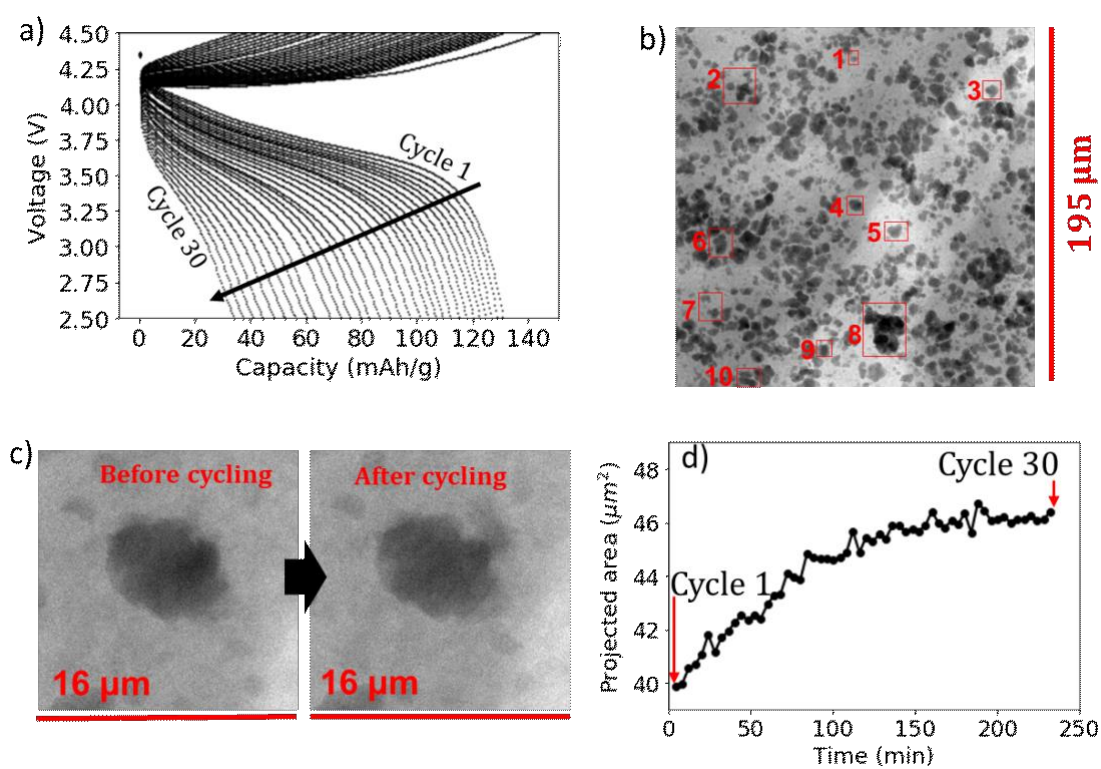 a)
4.50
4.25
4.00
3.75
3.50
3.25
3.00
2.75
2.50
Voltage (V)
Cycle 1
Cycle 30
0 20 40 60 80 100 120 140
Capacity (mAh/g)
b)
1
2
3
4
5
6
7
8
9
10
195 µm
c)
Before cycling
After cycling
16 µm
16 µm
d)
48
46
44
42
40
Projected area (µm²)
Cycle 30
Cycle 1
0 50 100 150 200 250
Time (min)